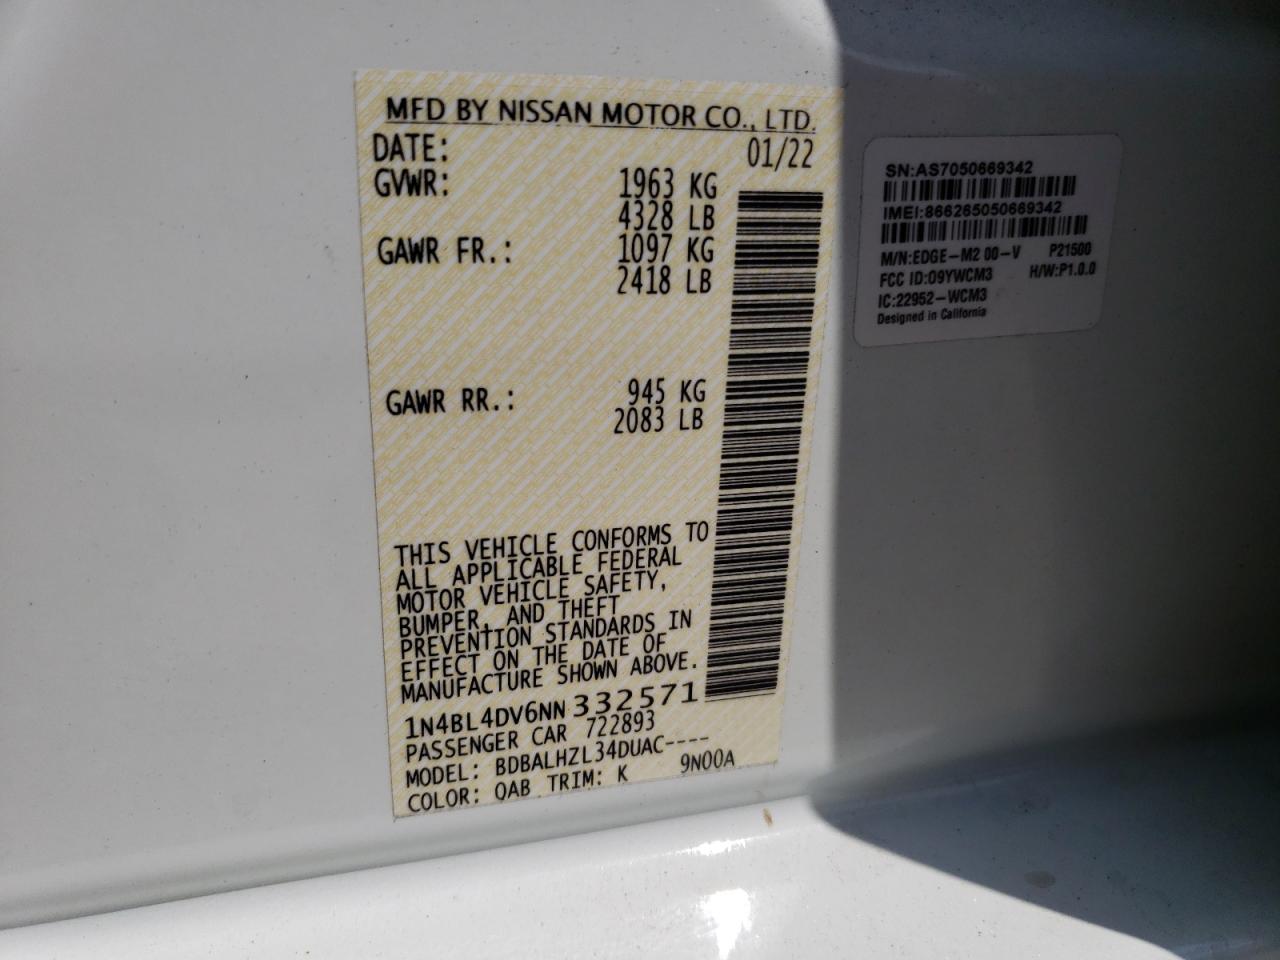 MFD BY NISSAN MOTOR CO., LTD.
DATE: 01/22
GVWR: 1963 KG
4328 LB
GAWR FR.: 1097 KG
2418 LB
GAWR RR.: 945 KG
2083 LB
THIS VEHICLE CONFORMS TO
ALL APPLICABLE FEDERAL
MOTOR VEHICLE SAFETY,
BUMPER, AND THEFT
PREVENTION STANDARDS IN
EFFECT ON THE DATE OF
MANUFACTURE SHOWN ABOVE.
1N4BL4DV6NN332571
PASSENGER CAR 722893
MODEL: BDBALHZL34DUAC----
COLOR: QAB TRIM: K 9N00A
SN:AS7050669342
IMEI:866265050669342
M/N:EDGE-M2 00-V P21500
FCC ID:O9YWCM3 H/W:P1.0.0
IC:22952-WCM3
Designed in California